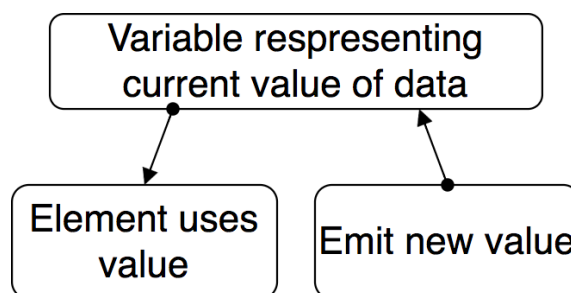 Variable respresenting
current value of data
Element uses
value
Emit new value